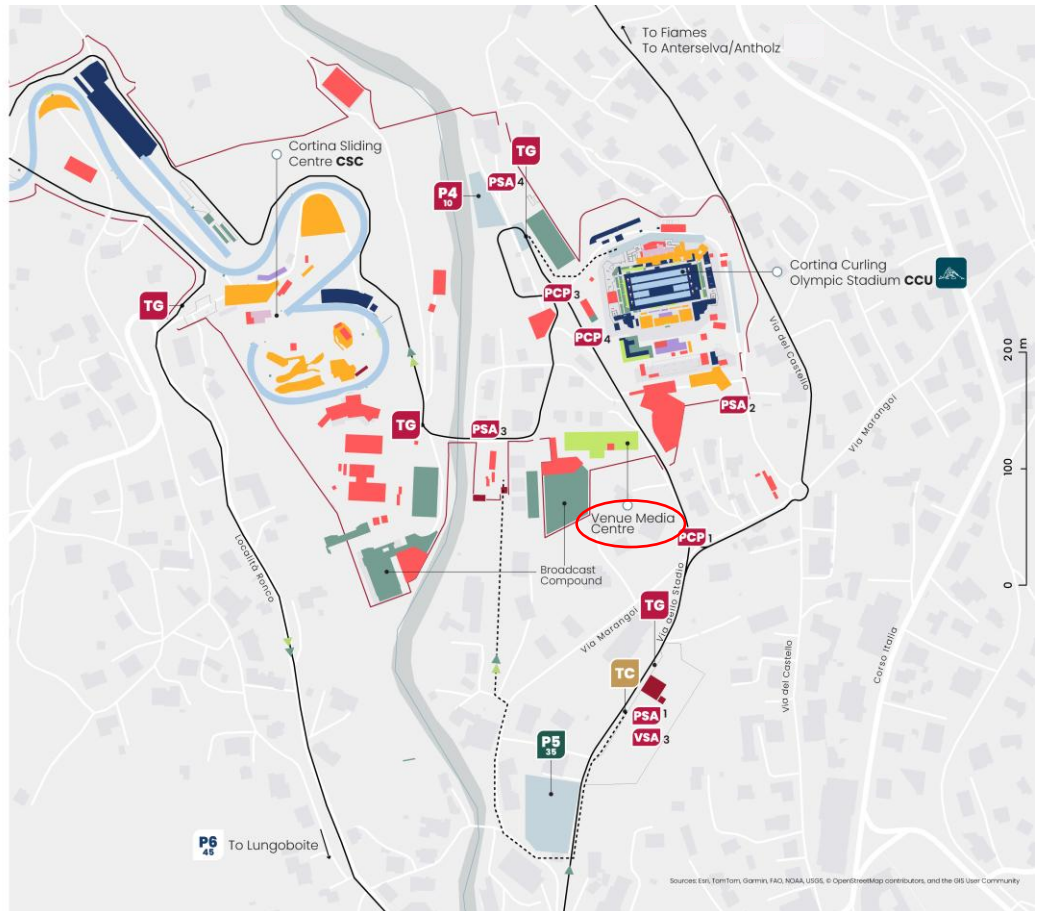 To Fiames
To Anterselva/Antholz
TG
Cortina Sliding
Centre CSC
PSA 4
P4
10
Cortina Curling
Olympic Stadium CCU
TG
PCP 3
PCP 4
Via del Castello
200 m
PSA 2
Via Marangoi
TG
PSA 3
100
Venue Media
Centre
PCP 1
Località Ronco
Broadcast
Compound
0
TG
Via Marangoi
Via dello Stadio
TC
Via del Castello
Corso Italia
PSA 1
VSA 3
P5
35
P6
45
To Lungoboite
Sources: Esri, TomTom, Garmin, FAO, NOAA, USGS, © OpenStreetMap contributors, and the GIS User Community